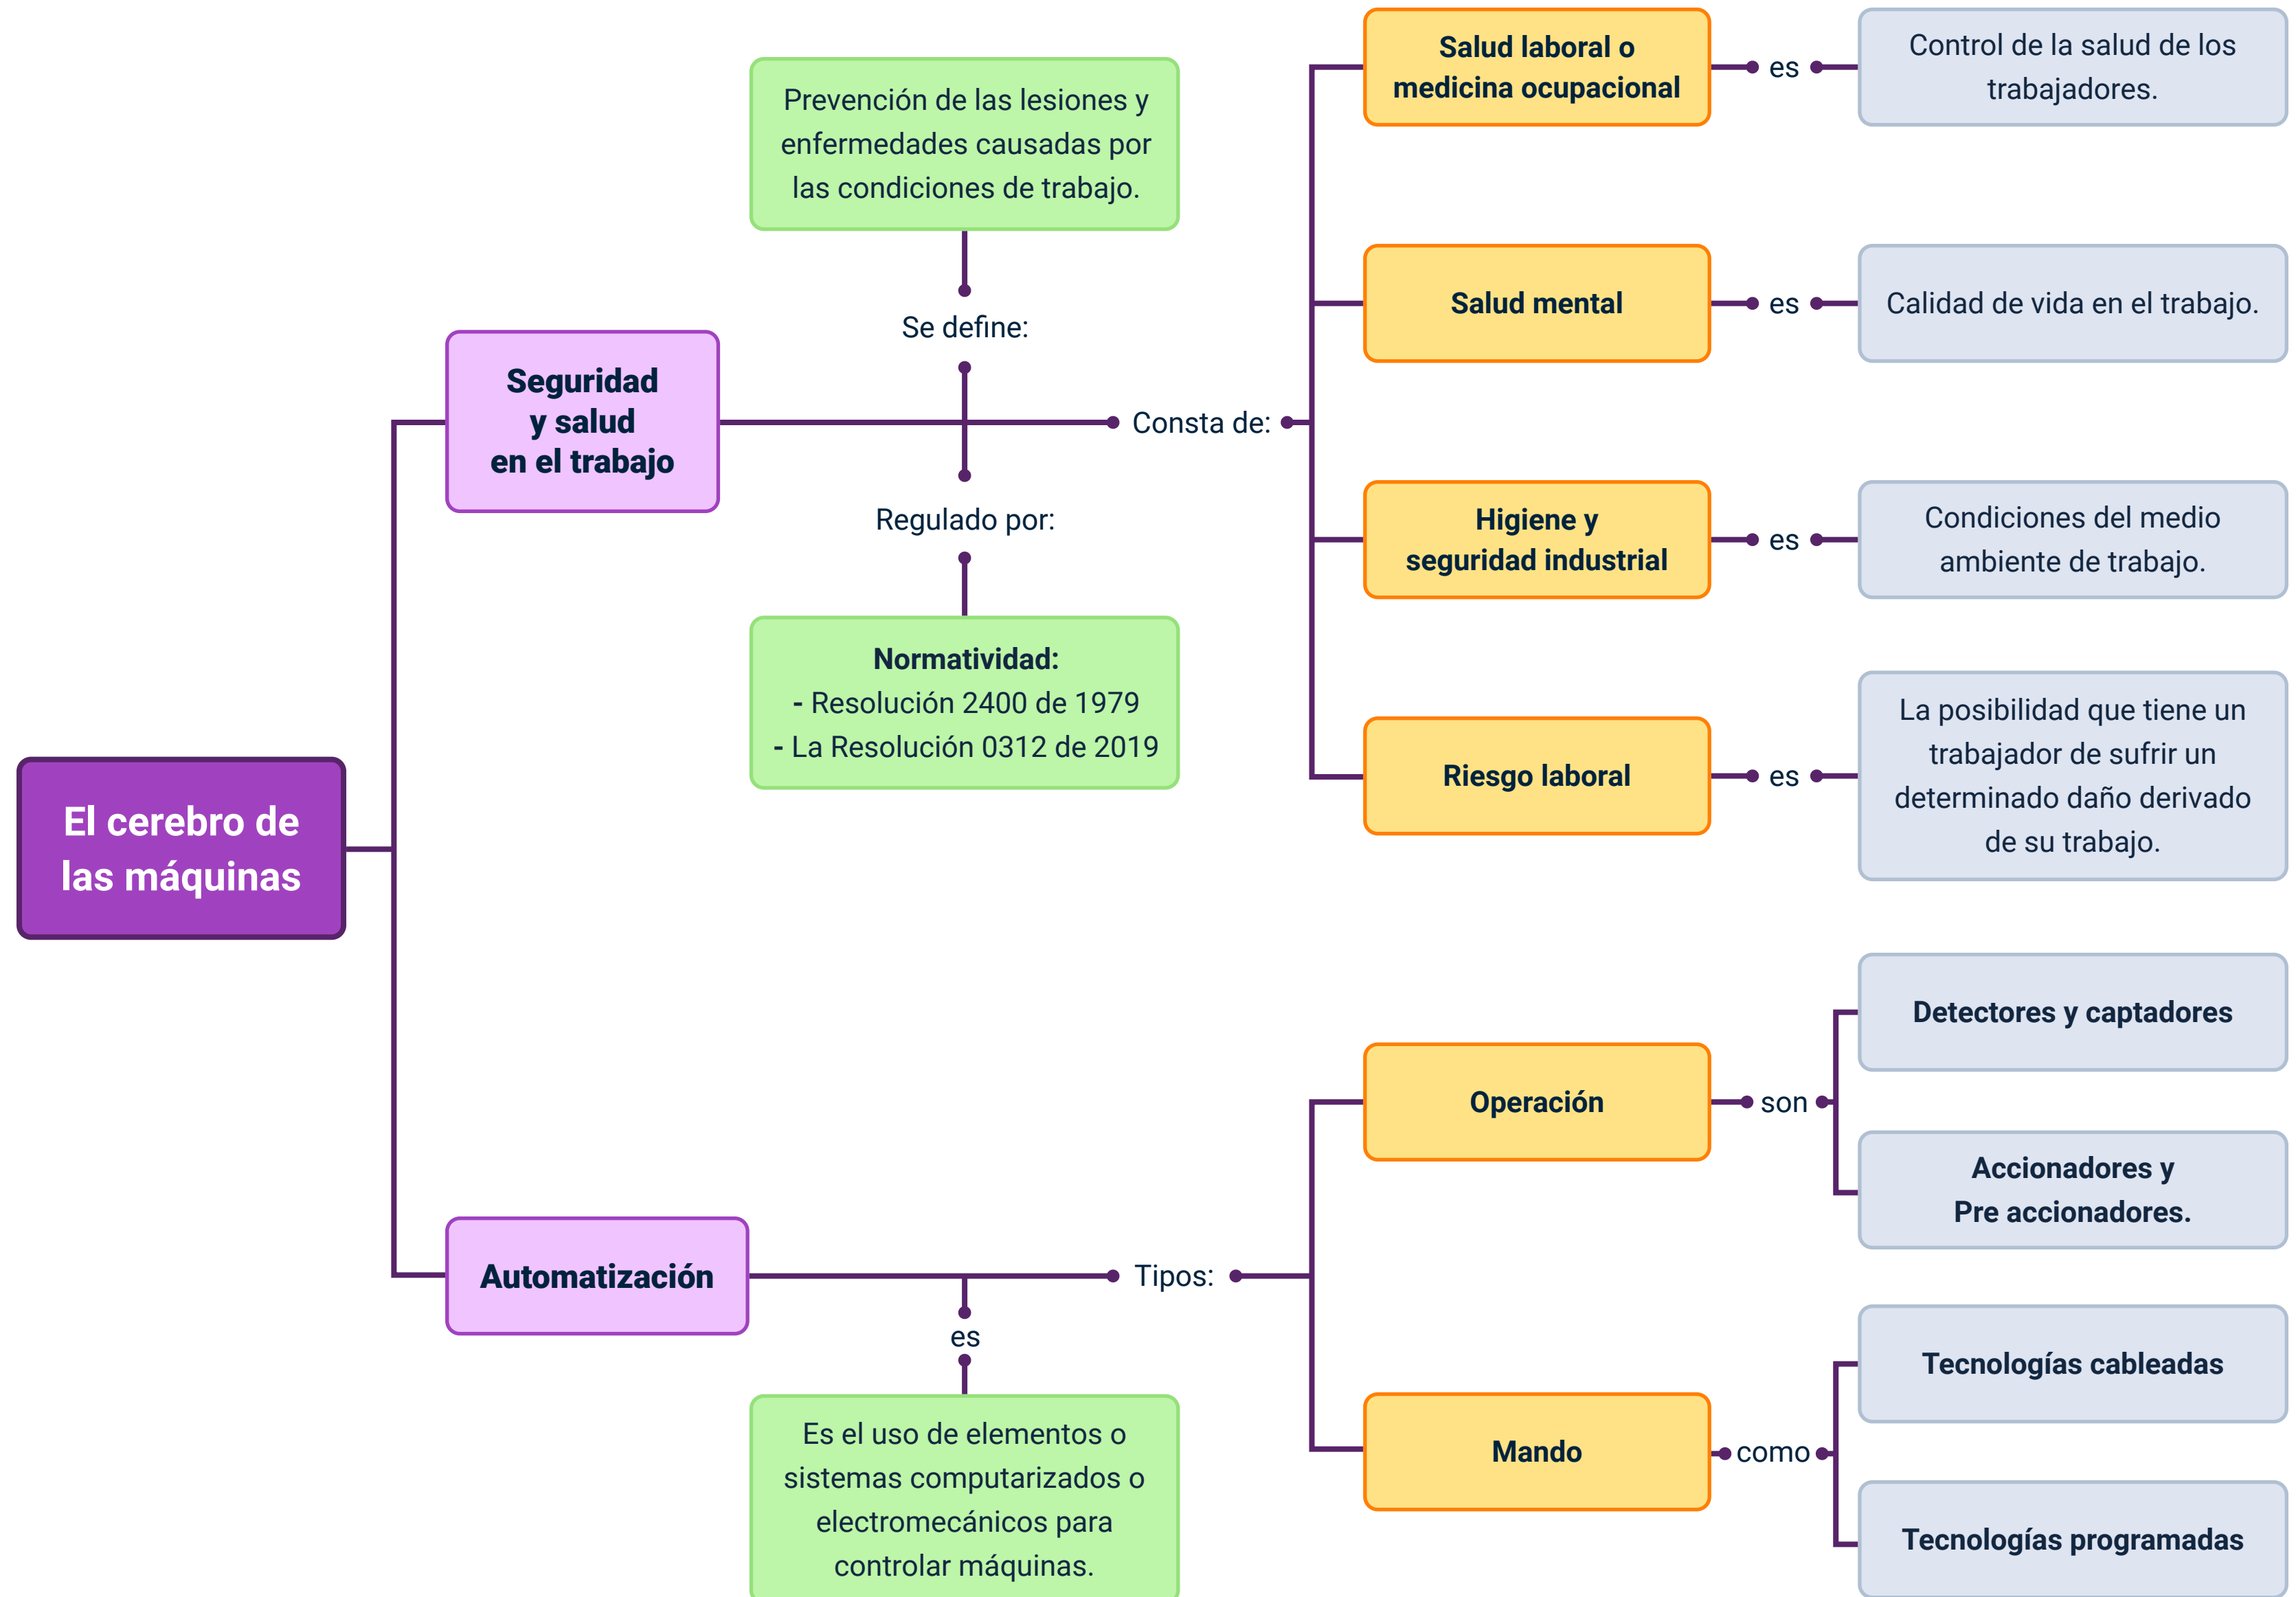 El cerebro de
las máquinas
Seguridad
y salud
en el trabajo
Se define:
Prevención de las lesiones y
enfermedades causadas por
las condiciones de trabajo.
Regulado por:
Normatividad:
- Resolución 2400 de 1979
- La Resolución 0312 de 2019
Consta de:
Salud laboral o
medicina ocupacional
es
Control de la salud de los
trabajadores.
Salud mental
es
Calidad de vida en el trabajo.
Higiene y
seguridad industrial
es
Condiciones del medio
ambiente de trabajo.
Riesgo laboral
es
La posibilidad que tiene un
trabajador de sufrir un
determinado daño derivado
de su trabajo.
Automatización
es
Es el uso de elementos o
sistemas computarizados o
electromecánicos para
controlar máquinas.
Tipos:
Operación
son
Detectores y captadores
Accionadores y
Pre accionadores.
Mando
como
Tecnologías cableadas
Tecnologías programadas